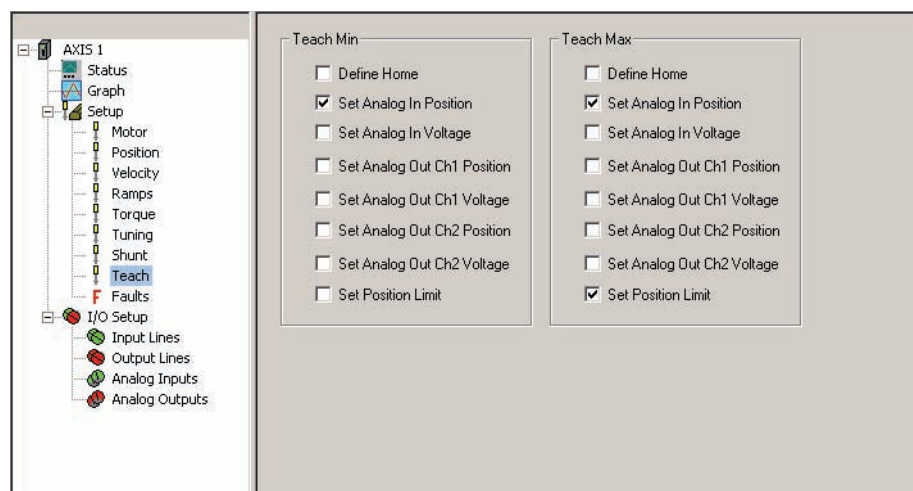 AXIS 1
Status
Graph
Setup
Motor
Position
Velocity
Ramps
Torque
Tuning
Shunt
Teach
F Faults
I/O Setup
Input Lines
Output Lines
Analog Inputs
Analog Outputs
Teach Min
Define Home
Set Analog In Position
Set Analog In Voltage
Set Analog Out Ch1 Position
Set Analog Out Ch1 Voltage
Set Analog Out Ch2 Position
Set Analog Out Ch2 Voltage
Set Position Limit
Teach Max
Define Home
Set Analog In Position
Set Analog In Voltage
Set Analog Out Ch1 Position
Set Analog Out Ch1 Voltage
Set Analog Out Ch2 Position
Set Analog Out Ch2 Voltage
Set Position Limit